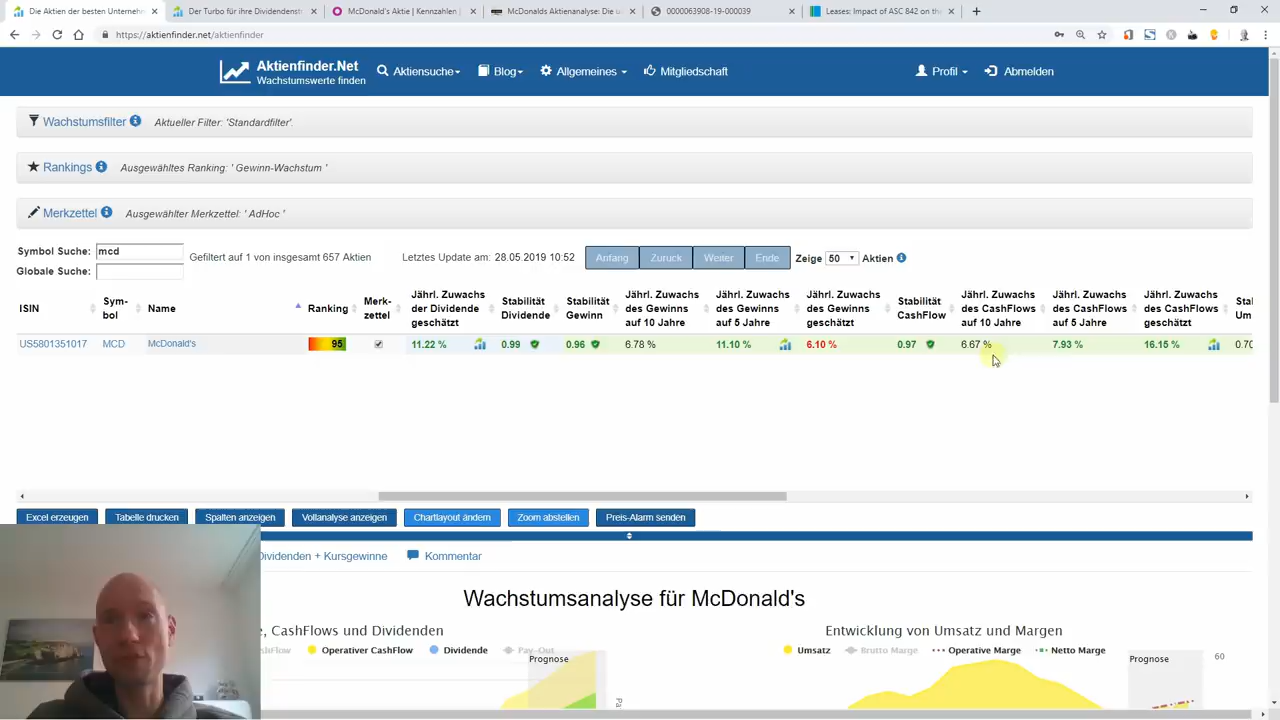 Die Aktien der besten Unternehm
Der Turbo für ihre Dividendenst
McDonald's Aktie | Kennzahlen |
McDonalds Aktienanalyse: Die u
0000063908-19-000039
Leases: Impact of ASC 842 on th
https://aktienfinder.net/aktienfinder
Aktienfinder.Net
Wachstumswerte finden
Aktiensuche
Blog
Allgemeines
Mitgliedschaft
Profil
Abmelden
Wachstumsfilter
Aktueller Filter: 'Standardfilter'.
Rankings
Ausgewähltes Ranking: ' Gewinn-Wachstum '
Merkzettel
Ausgewählter Merkzettel: ' AdHoc '
Symbol Suche: mcd
Globale Suche:
Gefiltert auf 1 von insgesamt 657 Aktien
Letztes Update am: 28.05.2019 10:52
Anfang
Zurück
Weiter
Ende
Zeige 50 Aktien
ISIN
Sym-
bol
Name
Ranking
Merk-
zettel
Jährl. Zuwachs
der Dividende
geschätzt
Stabilität
Dividende
Stabilität
Gewinn
Jährl. Zuwachs
des Gewinns
auf 10 Jahre
Jährl. Zuwachs
des Gewinns
auf 5 Jahre
Jährl. Zuwachs
des Gewinns
geschätzt
Stabilität
CashFlow
Jährl. Zuwachs
des CashFlows
auf 10 Jahre
Jährl. Zuwachs
des CashFlows
auf 5 Jahre
Jährl. Zuwachs
des CashFlows
geschätzt
Stal
Um
US5801351017 MCD McDonald's 95 11.22 % 0.99 0.96 6.78 % 11.10 % 6.10 % 0.97 6.67 % 7.93 % 16.15 % 0.70
Excel erzeugen
Tabelle drucken
Spalten anzeigen
Vollanalyse anzeigen
Chartlayout ändern
Zoom abstellen
Preis-Alarm senden
Dividenden + Kursgewinne
Kommentar
Wachstumsanalyse für McDonald's
, CashFlows und Dividenden
Entwicklung von Umsatz und Margen
shFlow
Operativer CashFlow
Dividende
Pay-Out
Umsatz
Brutto Marge
Operative Marge
Netto Marge
Prognose
Prognose
60
Pa